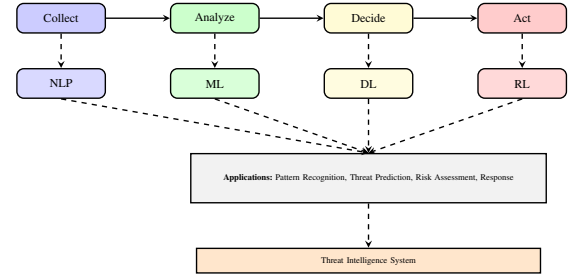 Collect
Analyze
Decide
Act
NLP
ML
DL
RL
Applications: Pattern Recognition, Threat Prediction, Risk Assessment, Response
Threat Intelligence System